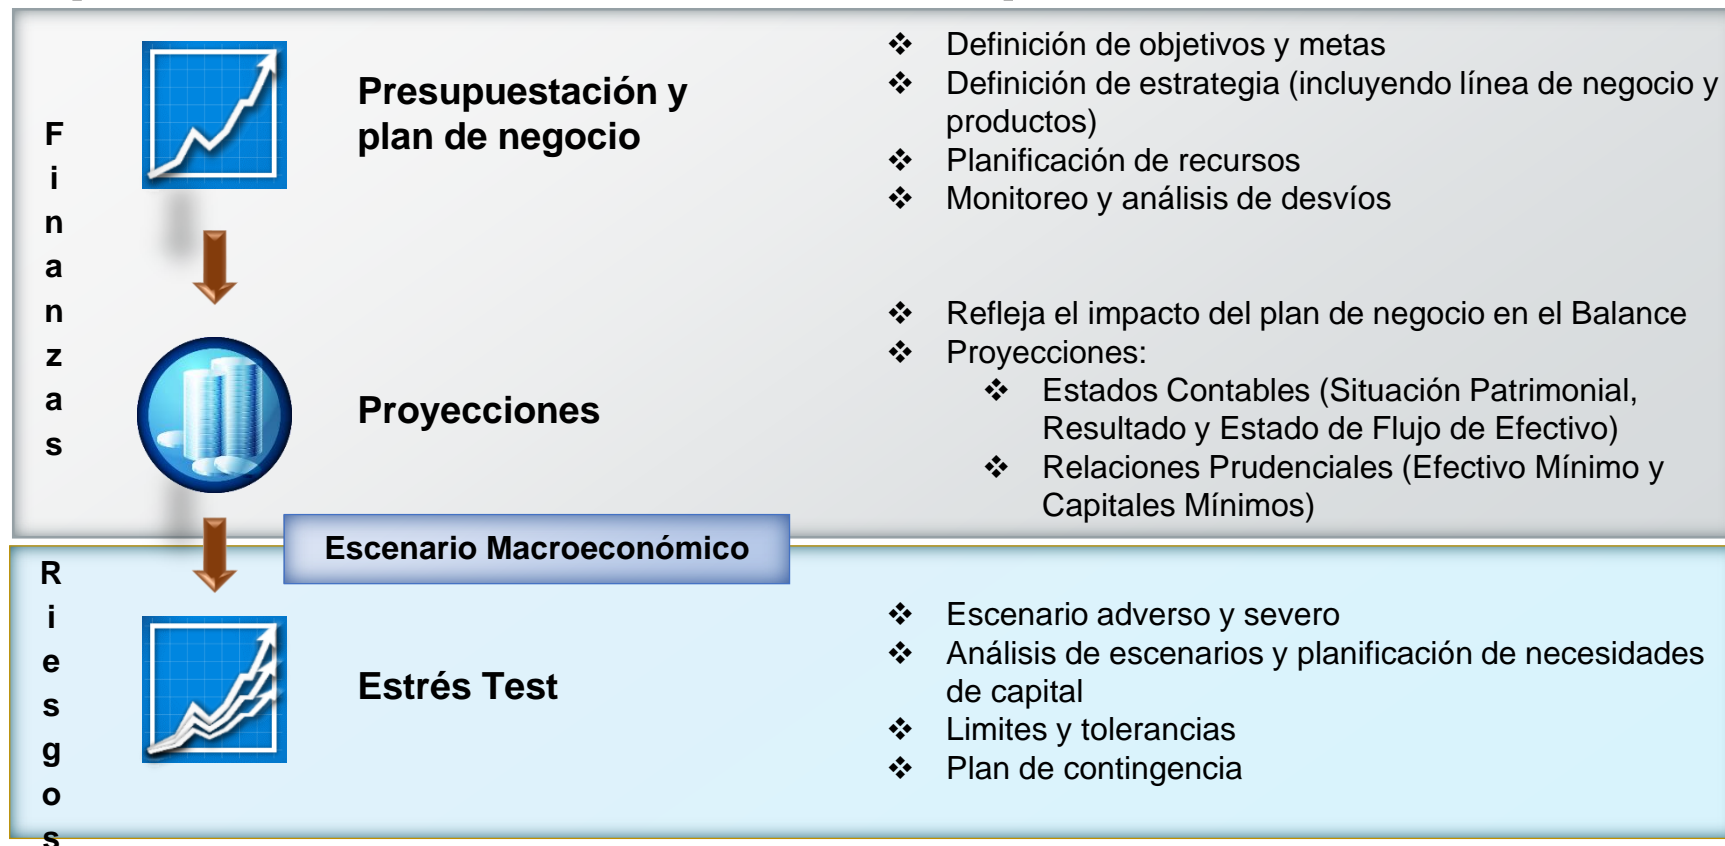 Finanzas
Presupuestación y
plan de negocio
❖ Definición de objetivos y metas
❖ Definición de estrategia (incluyendo línea de negocio y
productos)
❖ Planificación de recursos
❖ Monitoreo y análisis de desvíos
Proyecciones
❖ Refleja el impacto del plan de negocio en el Balance
❖ Proyecciones:
❖ Estados Contables (Situación Patrimonial,
Resultado y Estado de Flujo de Efectivo)
❖ Relaciones Prudenciales (Efectivo Mínimo y
Capitales Mínimos)
Escenario Macroeconómico
Riesgos
Estrés Test
❖ Escenario adverso y severo
❖ Análisis de escenarios y planificación de necesidades
de capital
❖ Limites y tolerancias
❖ Plan de contingencia